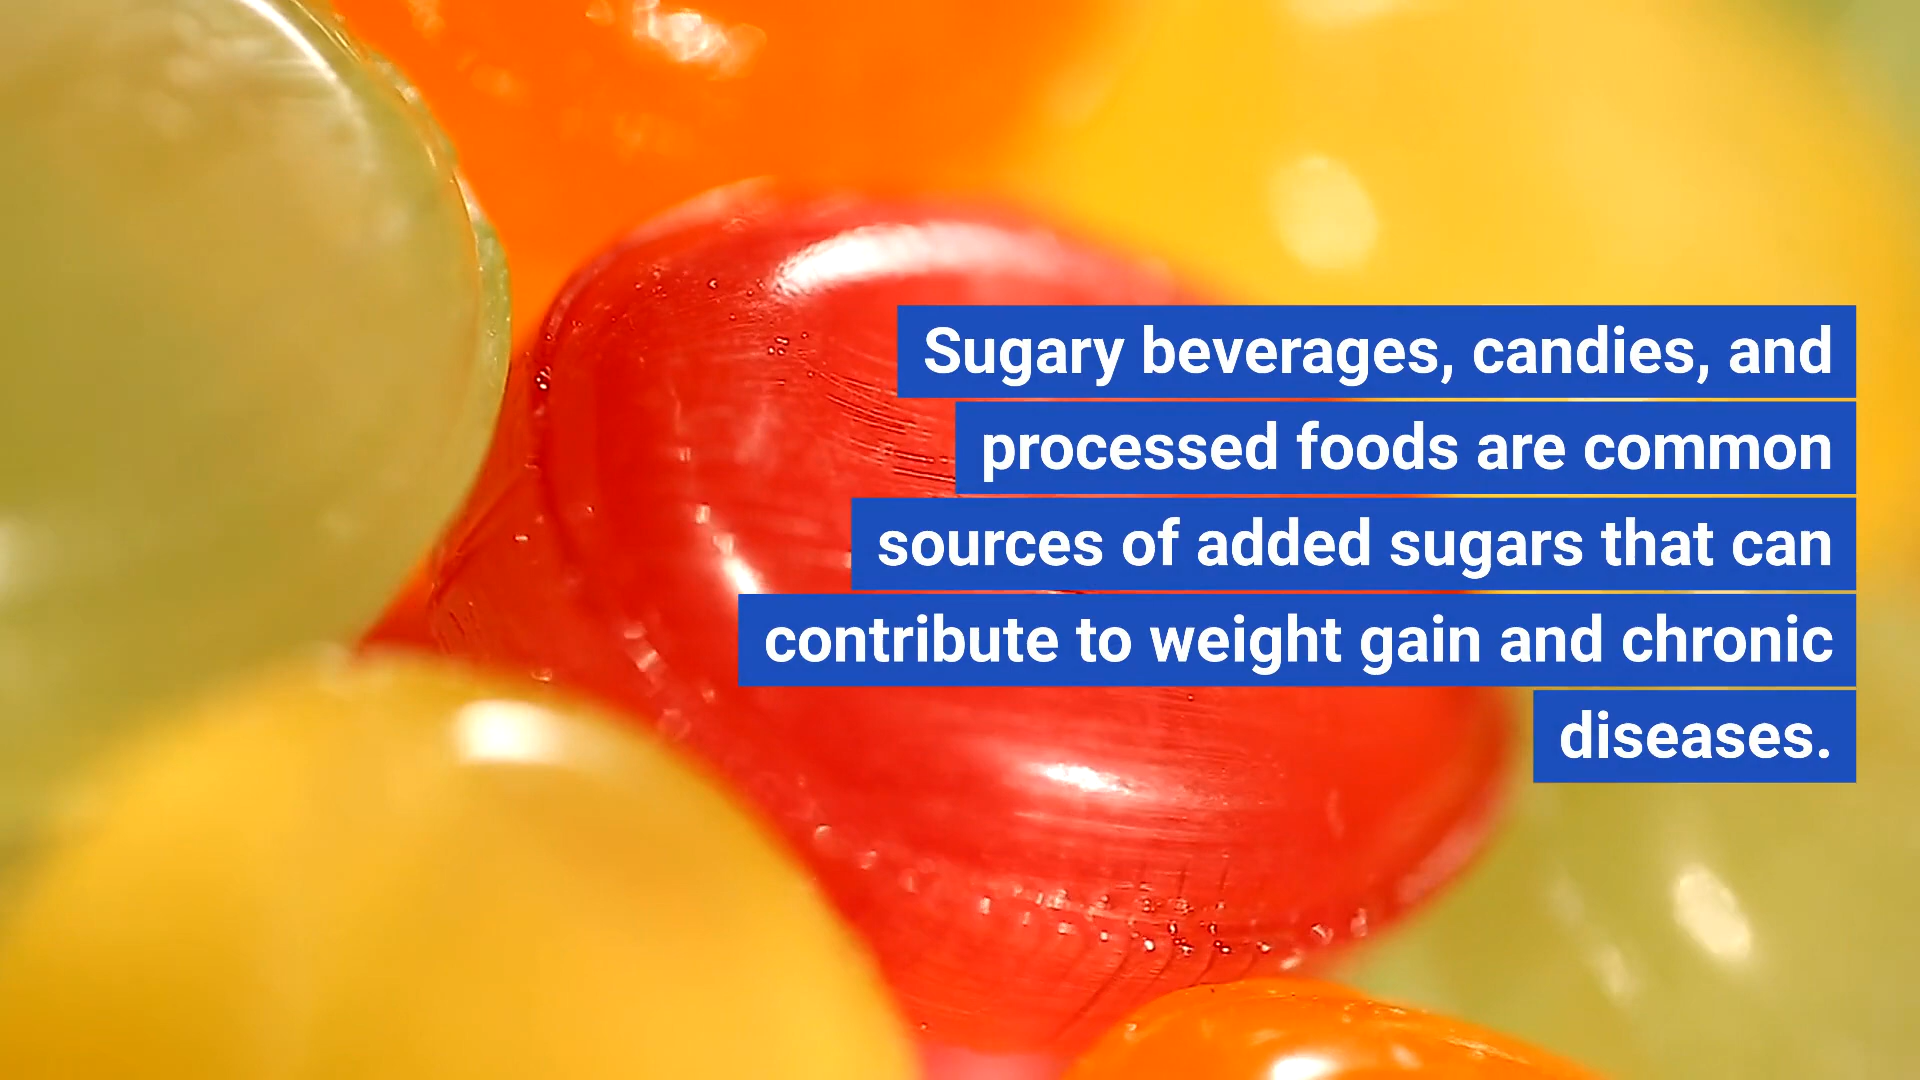 Sugary beverages, candies, and
processed foods are common
sources of added sugars that can
contribute to weight gain and chronic
diseases.